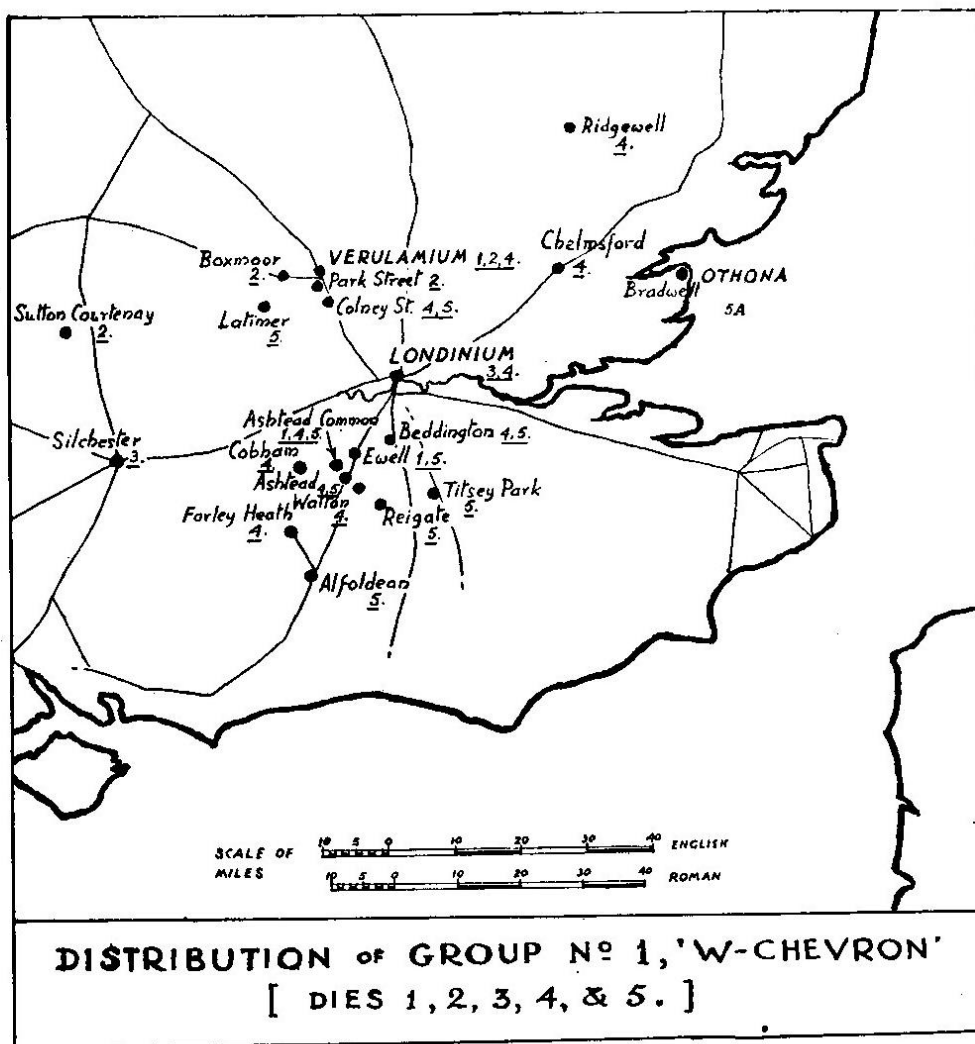 Ridgewell
4.
Chelmsford
4.
Boxmoor
2.
VERULAMIUM 1,2,4.
Park Street 2.
Colney St. 4,5.
OTHONA
Bradwell
5A
Sutton Courtenay
2.
Latimer
5.
LONDINIUM
3,4.
Ashtead Common
1,4,5.
Beddington 4,5.
Silchester
3.
Cobham
4.
Ewell 1,5.
Ashtead 4,5.
Walton
4.
Titsey Park
5.
Farley Heath
4.
Reigate
5.
Alfoldean
5.
SCALE OF
MILES
10 5 0 10 20 30 40 ENGLISH
10 5 0 10 20 30 40 ROMAN
DISTRIBUTION OF GROUP Nº 1, 'W-CHEVRON'
[ DIES 1, 2, 3, 4, & 5. ]